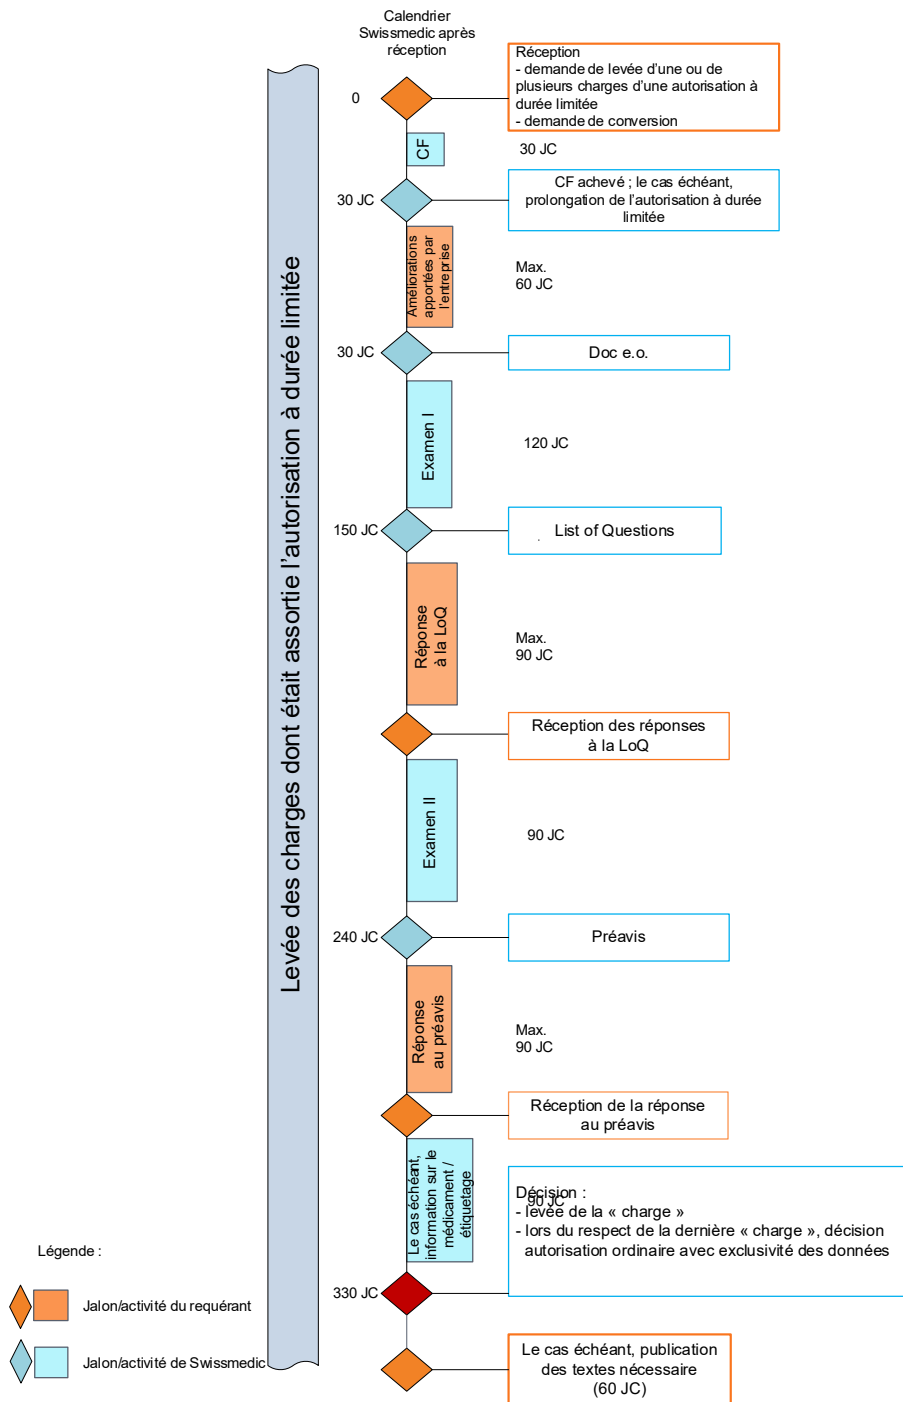 Calendrier
Swissmedic après
réception
Levée des charges dont était assortie l'autorisation à durée limitée
0
Réception
- demande de levée d'une ou de
plusieurs charges d'une autorisation à
durée limitée
- demande de conversion
CF
30 JC
30 JC
CF achevé ; le cas échéant,
prolongation de l'autorisation à durée
limitée
Améliorations
apportées par
l'entreprise
Max.
60 JC
30 JC
Doc e.o.
Examen I
120 JC
150 JC
List of Questions
.
Réponse
à la LoQ
Max.
90 JC
Réception des réponses
à la LoQ
Examen II
90 JC
240 JC
Préavis
Réponse
au préavis
Max.
90 JC
Réception de la réponse
au préavis
Le cas échéant,
information sur le
médicament /
étiquetage
90 JC
Décision :
- levée de la « charge »
- lors du respect de la dernière « charge », décision
autorisation ordinaire avec exclusivité des données
330 JC
Le cas échéant, publication
des textes nécessaire
(60 JC)
Légende :
Jalon/activité du requérant
Jalon/activité de Swissmedic